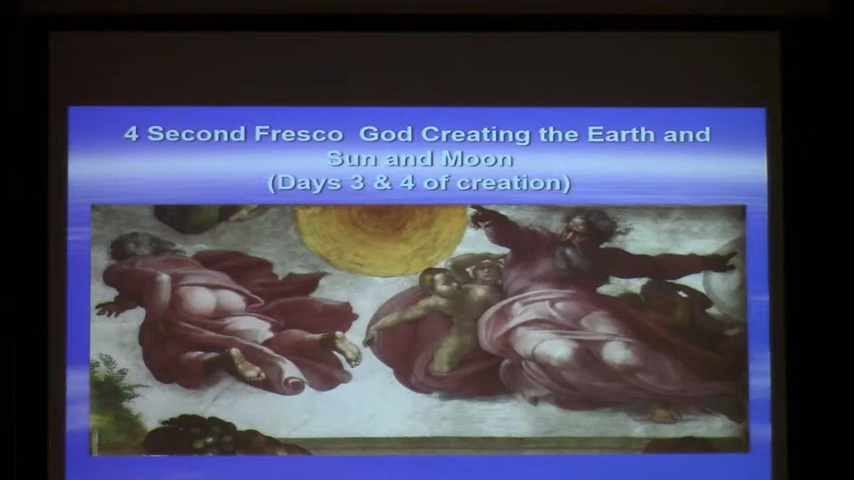 4 Second Fresco God Creating the Earth and
Sun and Moon
(Days 3 & 4 of creation)